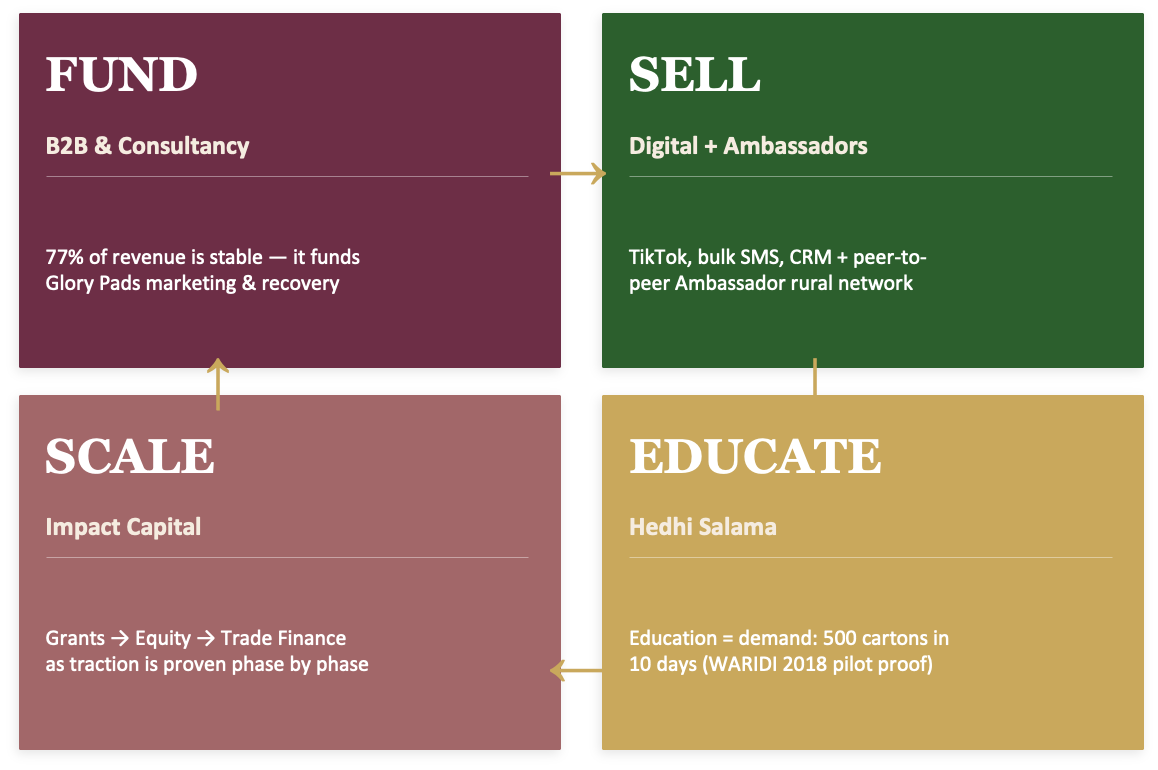 FUND
B2B & Consultancy
77% of revenue is stable — it funds
Glory Pads marketing & recovery
SELL
Digital + Ambassadors
TikTok, bulk SMS, CRM + peer-to-
peer Ambassador rural network
SCALE
Impact Capital
Grants → Equity → Trade Finance
as traction is proven phase by phase
EDUCATE
Hedhi Salama
Education = demand: 500 cartons in
10 days (WARIDI 2018 pilot proof)